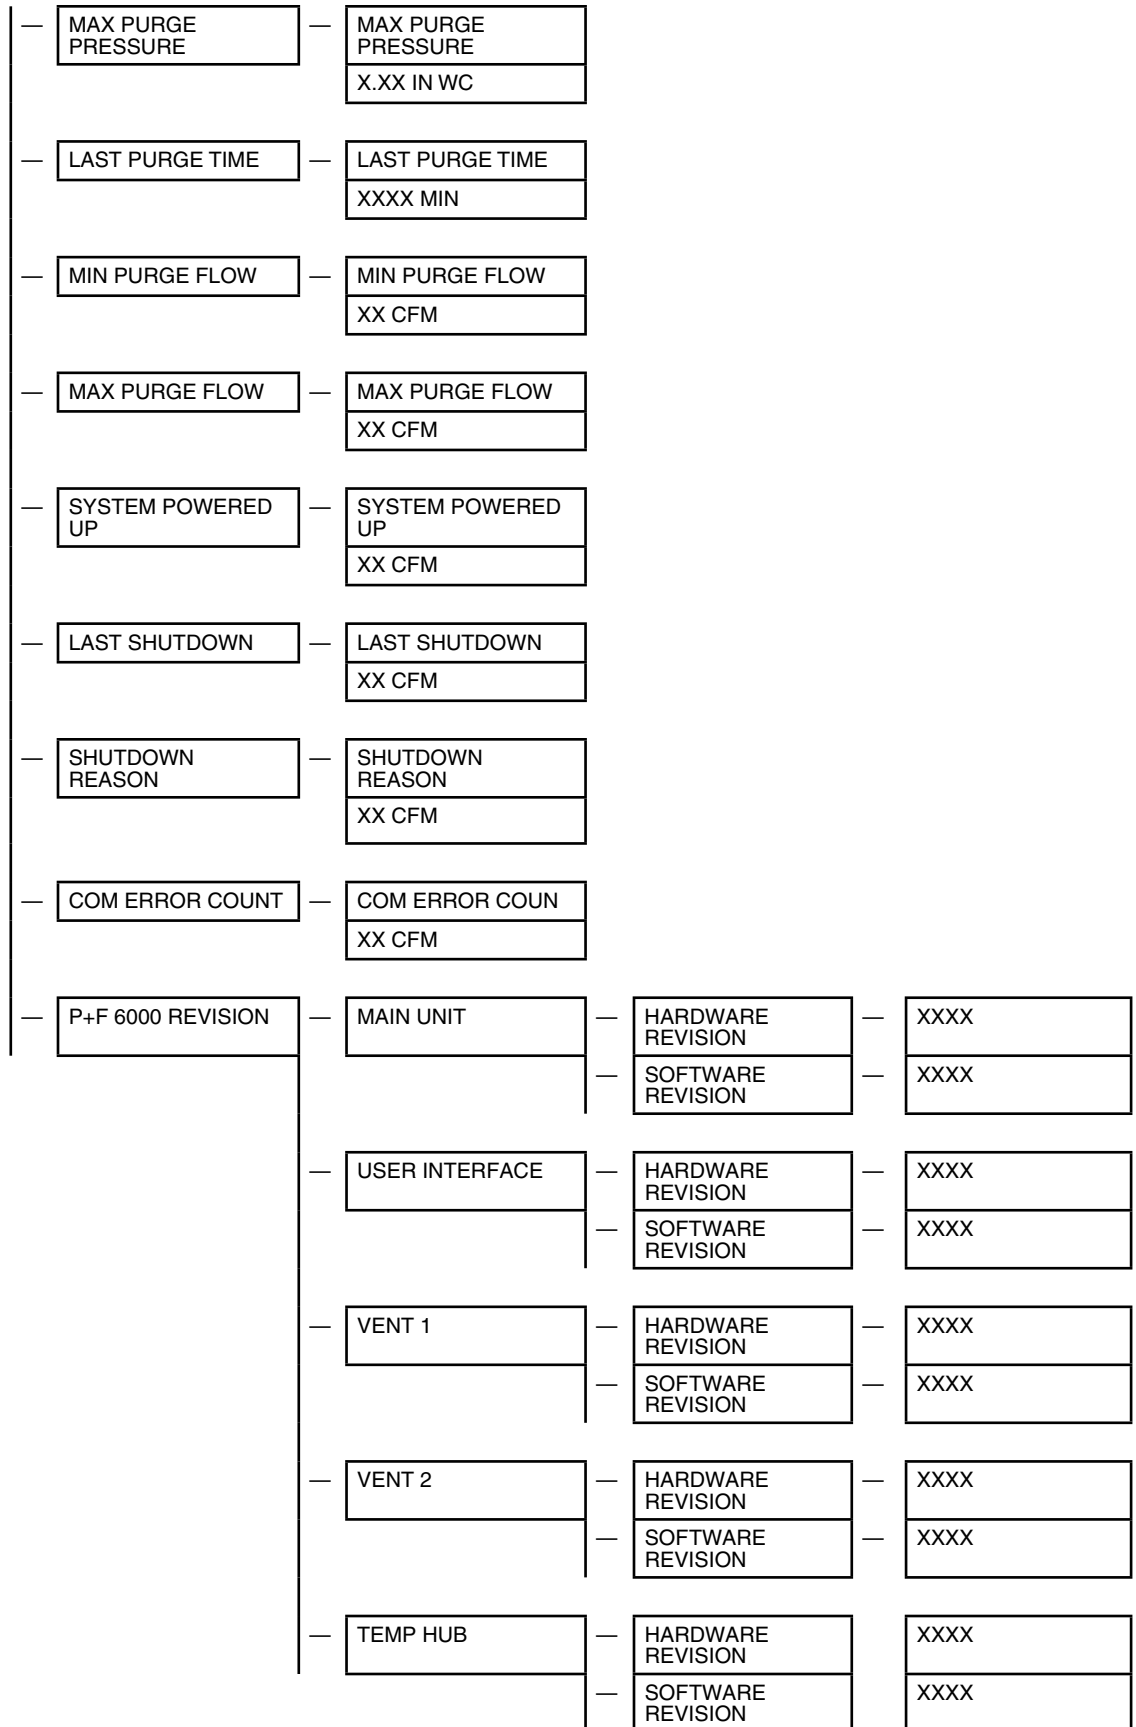 MAX PURGE
PRESSURE
MAX PURGE
PRESSURE
X.XX IN WC
LAST PURGE TIME
LAST PURGE TIME
XXXX MIN
MIN PURGE FLOW
MIN PURGE FLOW
XX CFM
MAX PURGE FLOW
MAX PURGE FLOW
XX CFM
SYSTEM POWERED
UP
SYSTEM POWERED
UP
XX CFM
LAST SHUTDOWN
LAST SHUTDOWN
XX CFM
SHUTDOWN
REASON
SHUTDOWN
REASON
XX CFM
COM ERROR COUNT
COM ERROR COUN
XX CFM
P+F 6000 REVISION
MAIN UNIT
HARDWARE
REVISION
XXXX
SOFTWARE
REVISION
XXXX
USER INTERFACE
HARDWARE
REVISION
XXXX
SOFTWARE
REVISION
XXXX
VENT 1
HARDWARE
REVISION
XXXX
SOFTWARE
REVISION
XXXX
VENT 2
HARDWARE
REVISION
XXXX
SOFTWARE
REVISION
XXXX
TEMP HUB
HARDWARE
REVISION
XXXX
SOFTWARE
REVISION
XXXX